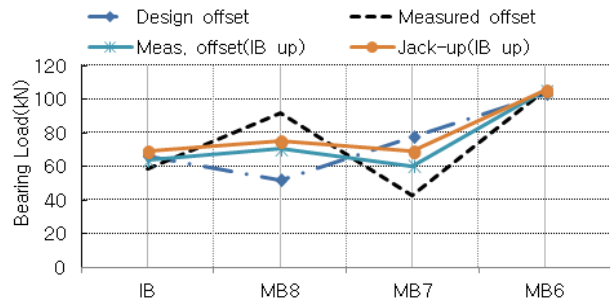 Design offset
Measured offset
Meas. offset(IB up)
Jack-up(IB up)
120
100
80
60
40
20
0
Bearing Load(kN)
IB MB8 MB7 MB6